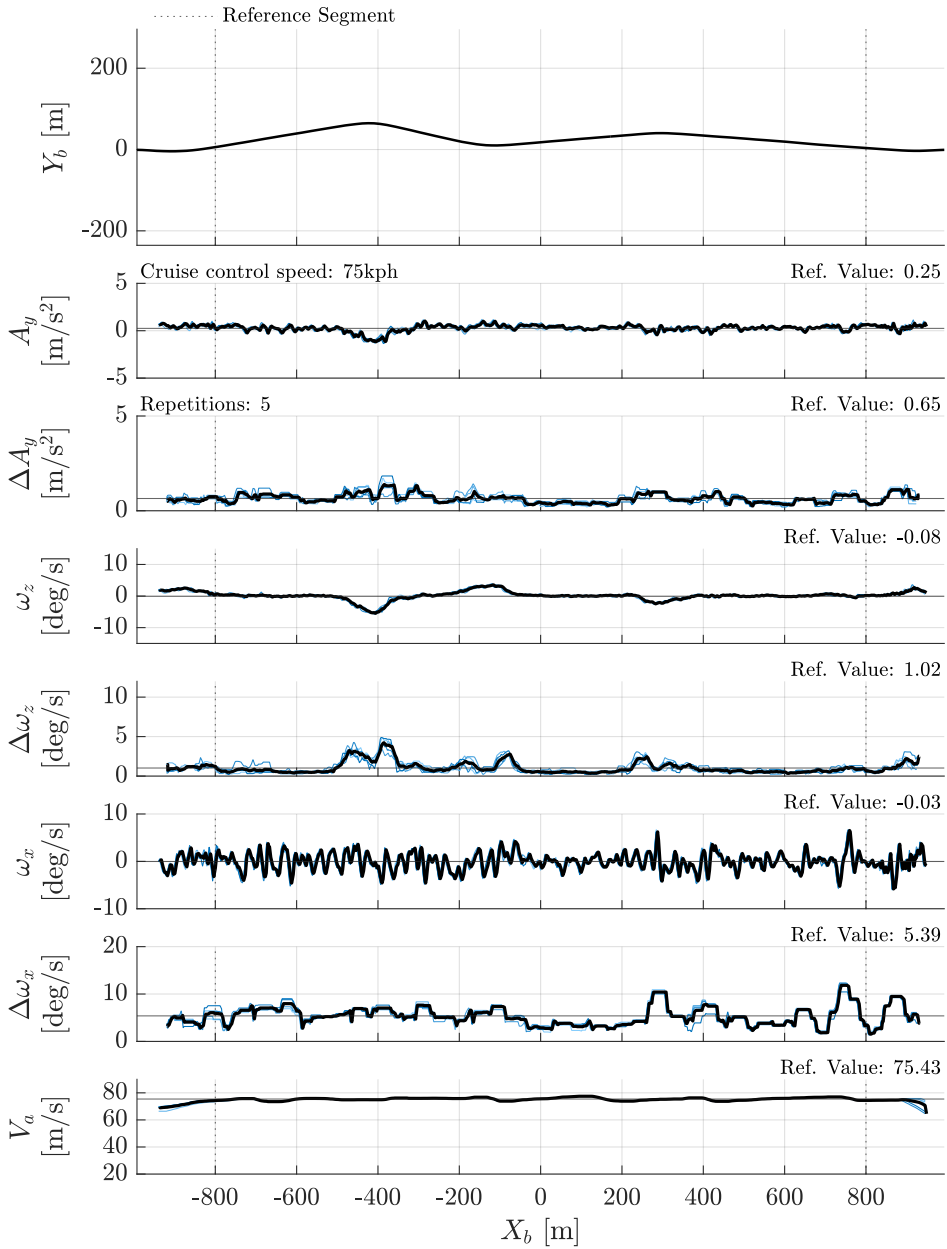 Reference Segment
200
0
-200
Y_b [m]
Cruise control speed: 75kph
Ref. Value: 0.25
5
0
-5
A_y
[m/s²]
Repetitions: 5
Ref. Value: 0.65
5
0
ΔA_y
[m/s²]
Ref. Value: -0.08
10
0
-10
ω_z
[deg/s]
Ref. Value: 1.02
10
5
0
Δω_z
[deg/s]
Ref. Value: -0.03
10
0
-10
ω_x
[deg/s]
Ref. Value: 5.39
20
10
0
Δω_x
[deg/s]
Ref. Value: 75.43
80
60
40
20
V_a
[m/s]
-800 -600 -400 -200 0 200 400 600 800
X_b [m]